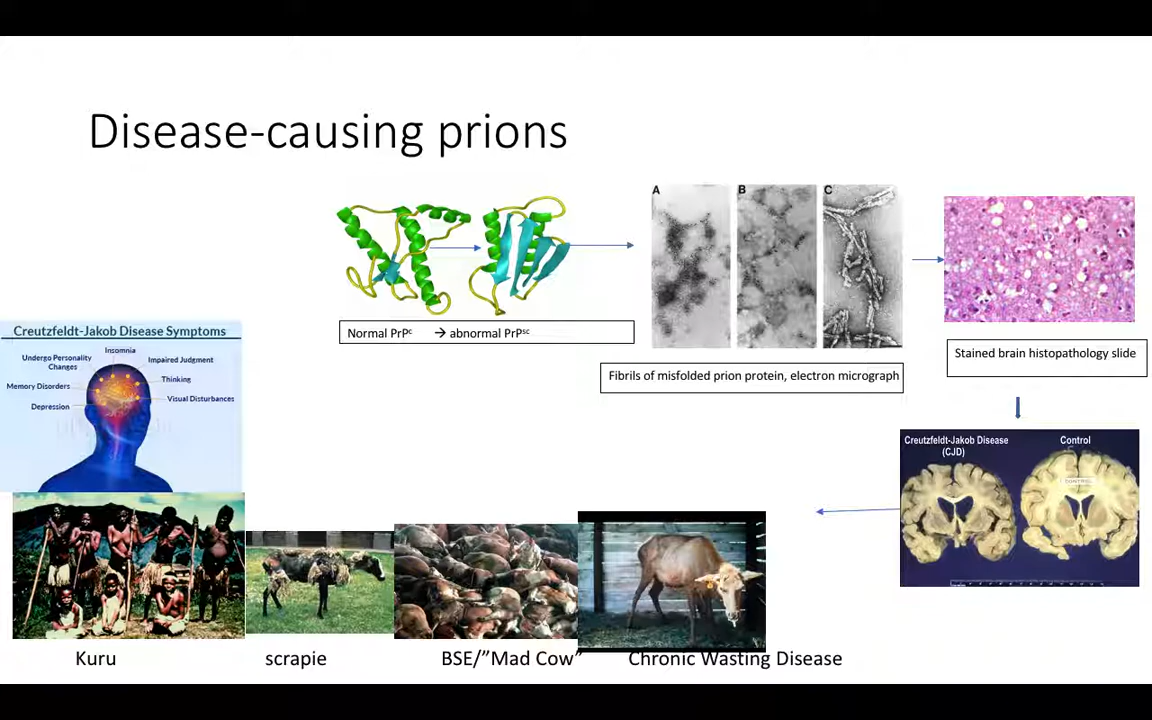 Disease-causing prions
A
B
C
Normal PrPᶜ → abnormal PrPˢᶜ
Fibrils of misfolded prion protein, electron micrograph
Stained brain histopathology slide
Creutzfeldt-Jakob Disease Symptoms
Insomnia
Undergo Personality
Changes
Impaired Judgment
Thinking
Memory Disorders
Visual Disturbances
Depression
Creutzfeldt-Jakob Disease
(CJD)
Control
CONTROL
Kuru
scrapie
BSE/”Mad Cow”
Chronic Wasting Disease